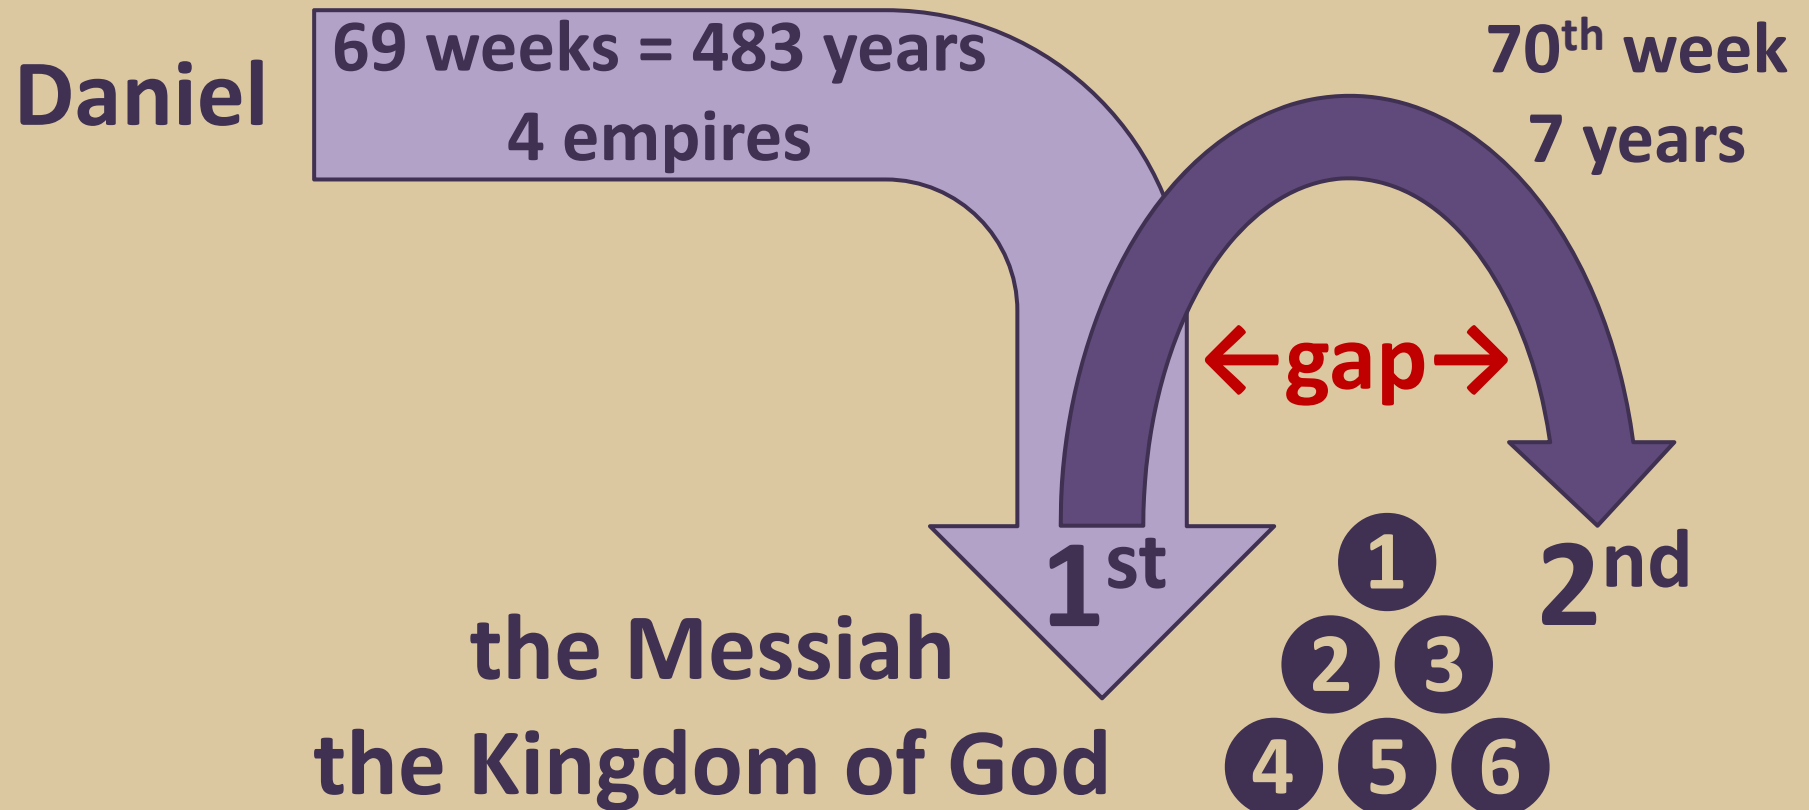 Daniel
69 weeks = 483 years
4 empires
70th week
7 years
←gap→
1st
2nd
the Messiah
the Kingdom of God
1
2 3
4 5 6